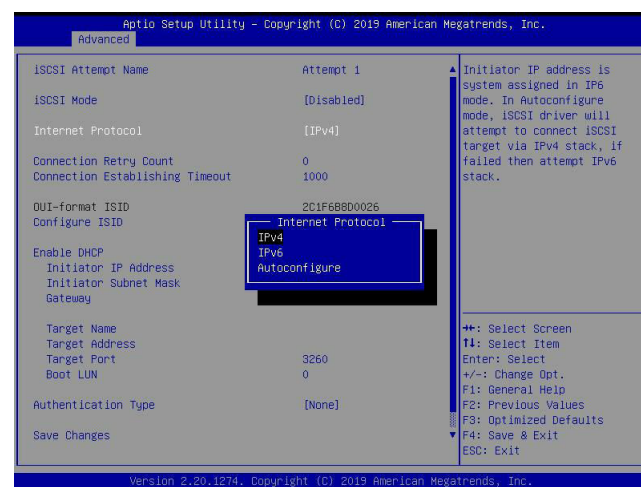 Aptio Setup Utility – Copyright (C) 2019 American Megatrends, Inc.
Advanced
iSCSI Attempt Name Attempt 1
iSCSI Mode [Disabled]
Internet Protocol [IPv4]
Connection Retry Count 0
Connection Establishing Timeout 1000
OUI-format ISID 2C1F6B8D0026
Configure ISID
Enable DHCP
Initiator IP Address
Initiator Subnet Mask
Gateway
Target Name
Target Address
Target Port 3260
Boot LUN 0
Authentication Type [None]
Save Changes
Internet Protocol
IPv4
IPv6
Autoconfigure
Initiator IP address is
system assigned in IP6
mode. In Autoconfigure
mode, iSCSI driver will
attempt to connect iSCSI
target via IPv4 stack, if
failed then attempt IPv6
stack.
→←: Select Screen
↑↓: Select Item
Enter: Select
+/-: Change Opt.
F1: General Help
F2: Previous Values
F3: Optimized Defaults
F4: Save & Exit
ESC: Exit
Version 2.20.1274. Copyright (C) 2019 American Megatrends, Inc.